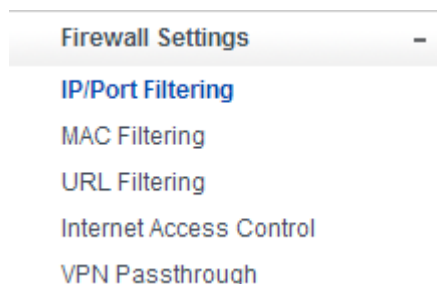 Firewall Settings –
IP/Port Filtering
MAC Filtering
URL Filtering
Internet Access Control
VPN Passthrough